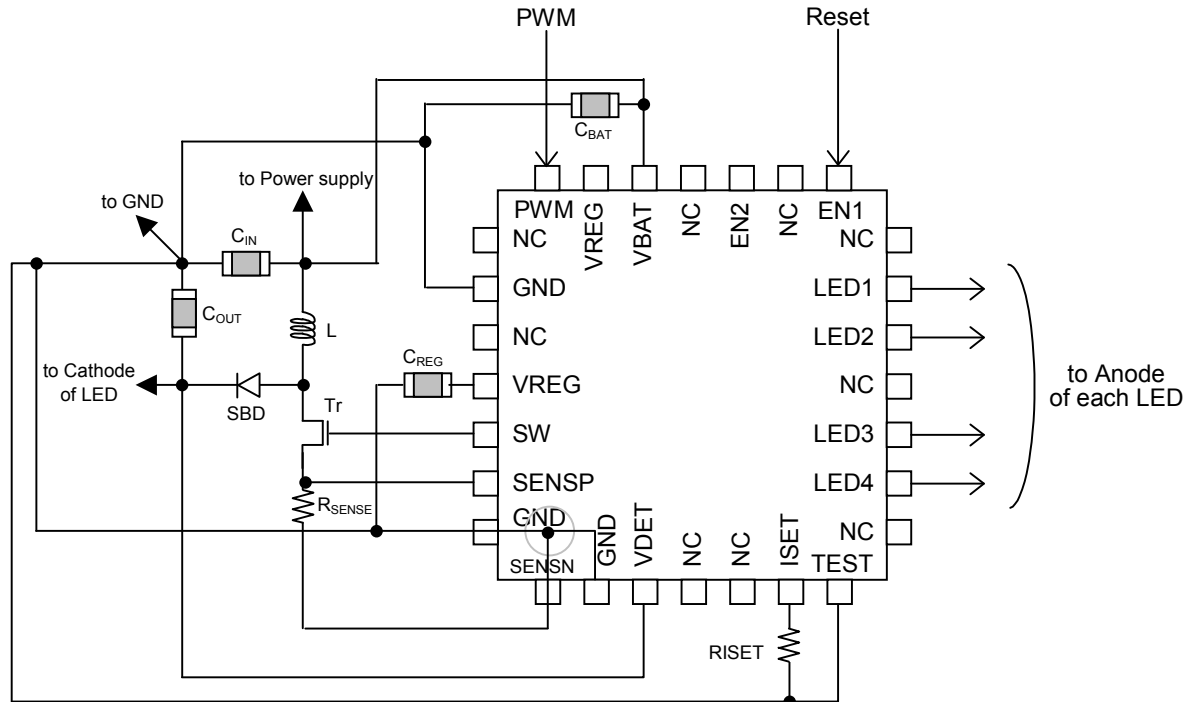 PWM
Reset
CBAT
to Power supply
to GND
CIN
COUT
L
CREG
to Cathode
of LED
SBD
Tr
RSENSE
PWM
VREG
VBAT
NC
EN2
NC
EN1
NC
GND
NC
VREG
SW
SENSP
GND
SENSN
GND
VDET
NC
NC
ISET
TEST
NC
LED1
LED2
NC
LED3
LED4
NC
to Anode
of each LED
RISET